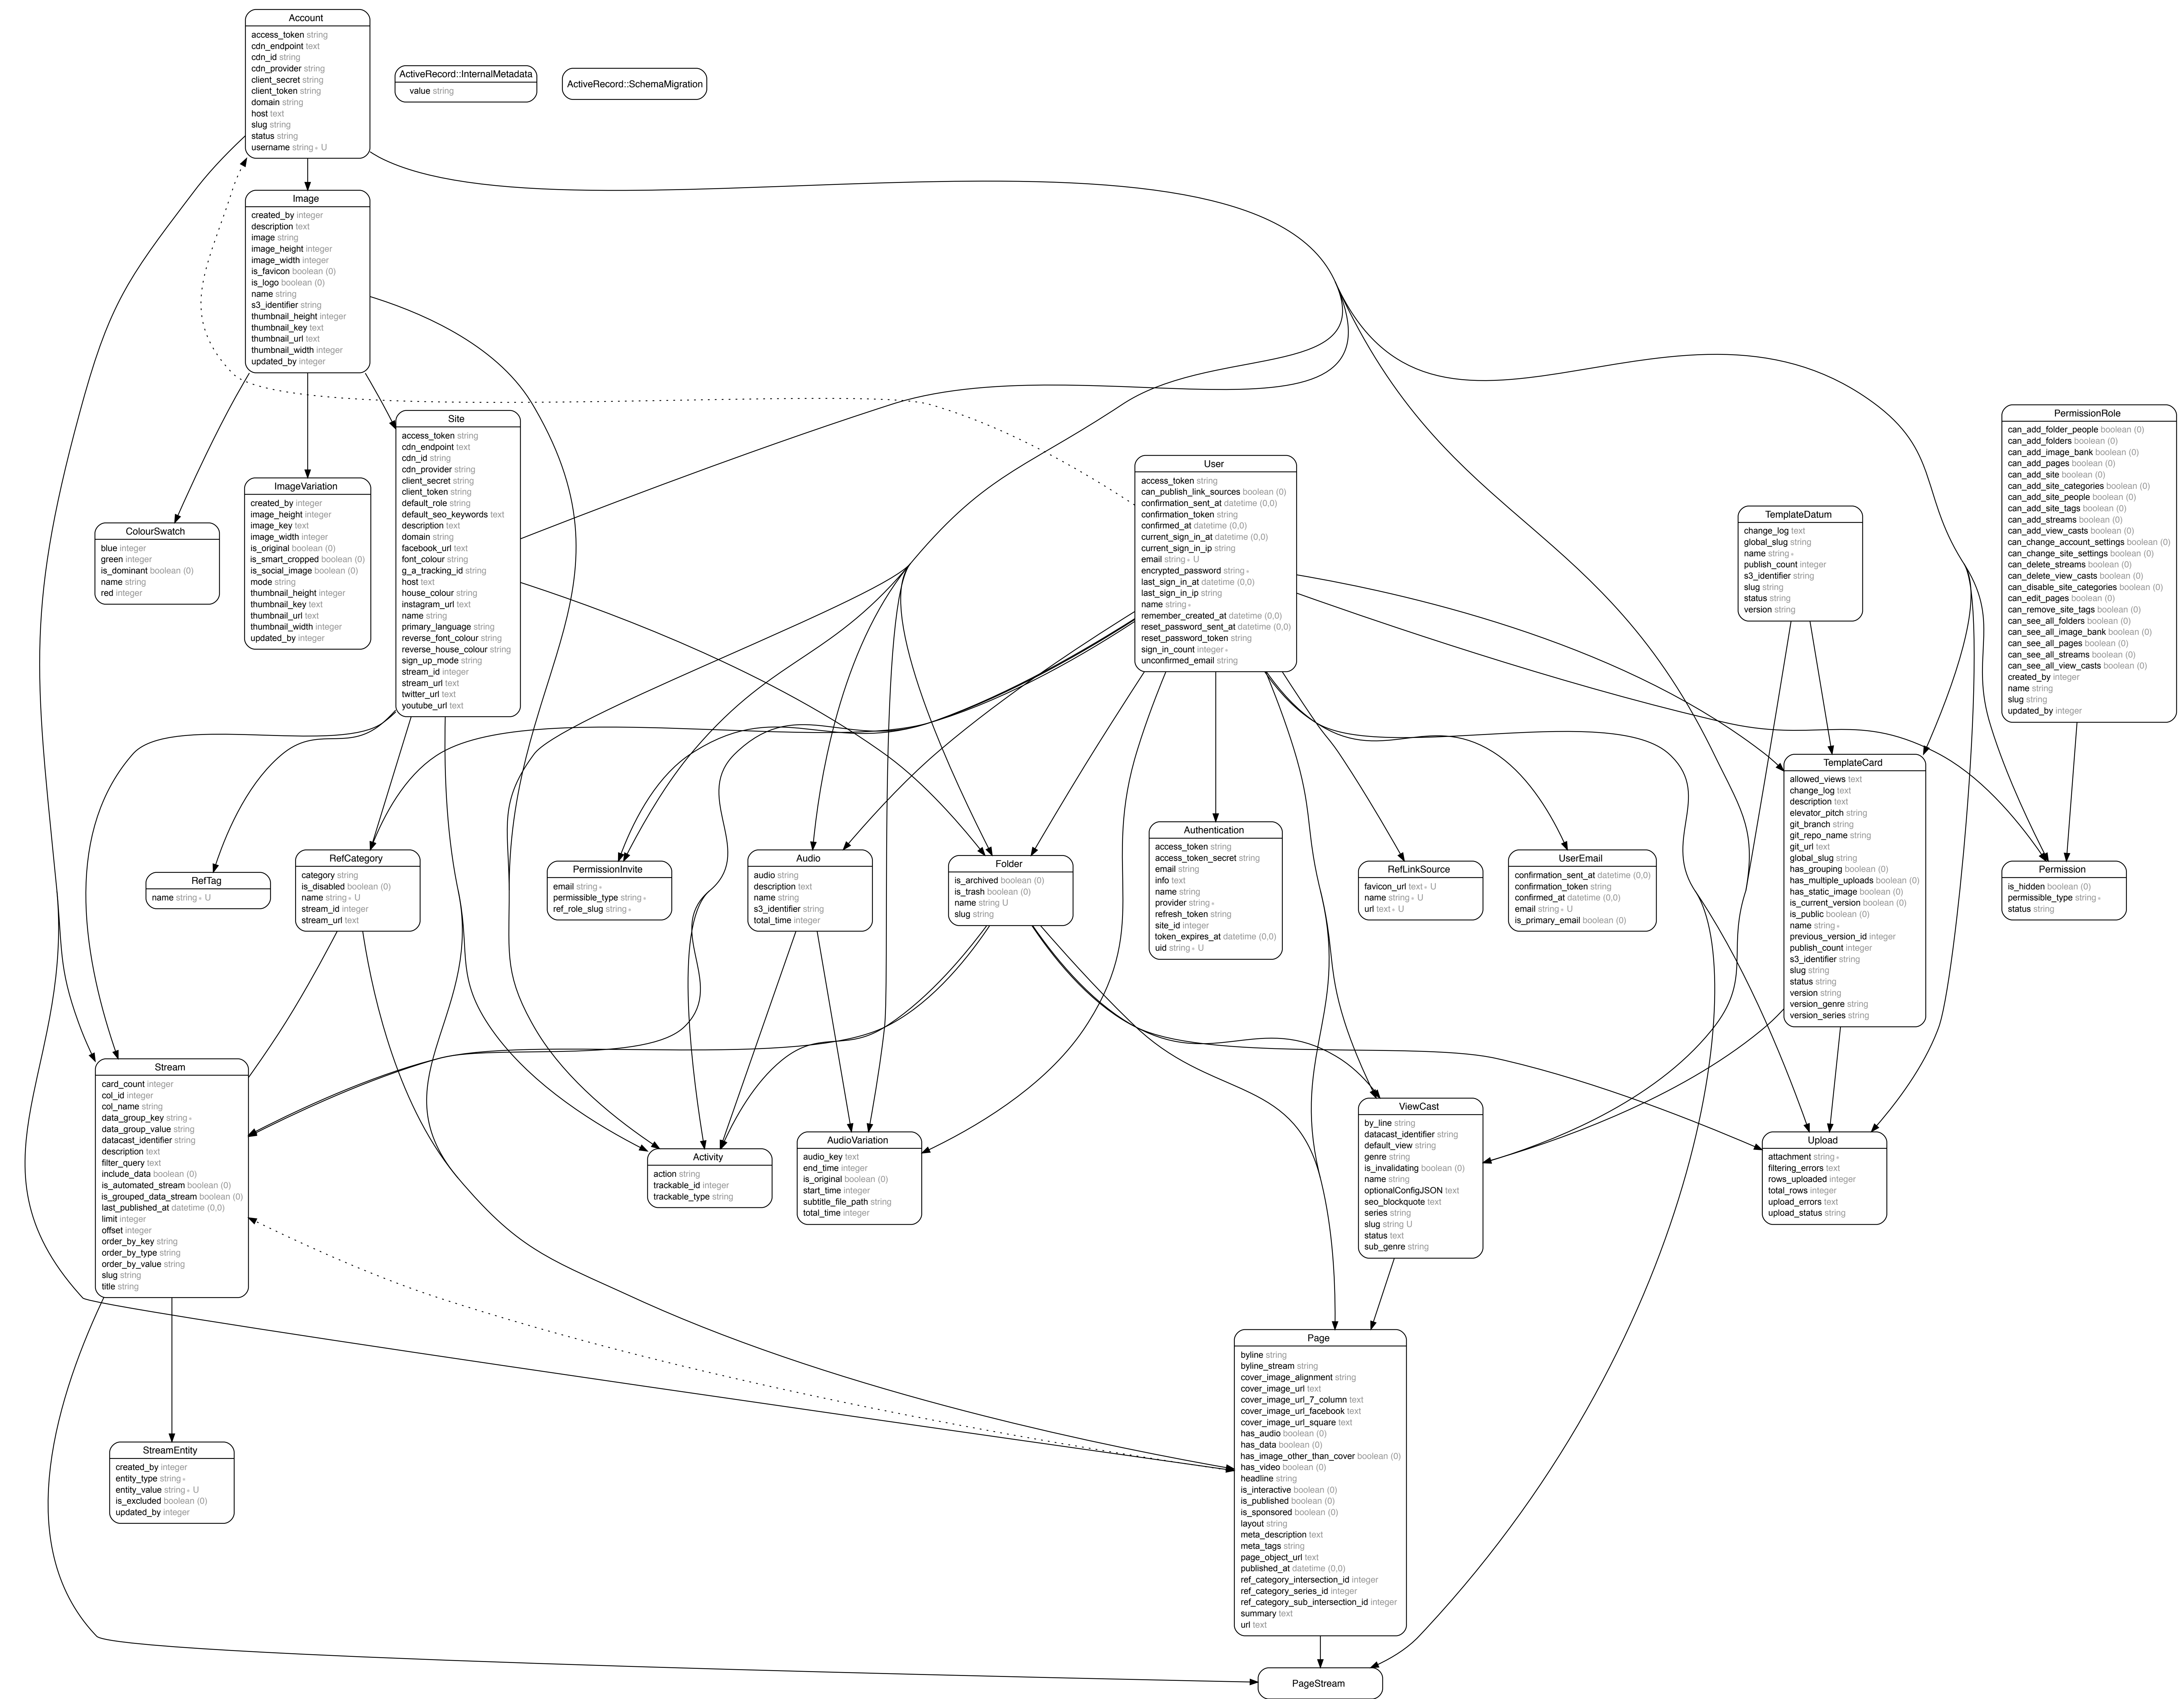 Account
access_token string
cdn_endpoint text
cdn_id string
cdn_provider string
client_secret string
client_token string
domain string
host text
slug string
status string
username string∗ U
ActiveRecord::InternalMetadata
value string
ActiveRecord::SchemaMigration
Image
created_by integer
description text
image string
image_height integer
image_width integer
is_favicon boolean (0)
is_logo boolean (0)
name string
s3_identifier string
thumbnail_height integer
thumbnail_key text
thumbnail_url text
thumbnail_width integer
updated_by integer
Site
access_token string
cdn_endpoint text
cdn_id string
cdn_provider string
client_secret string
client_token string
default_role string
default_seo_keywords text
description text
domain string
facebook_url text
font_colour string
g_a_tracking_id string
host text
house_colour string
instagram_url text
name string
primary_language string
reverse_font_colour string
reverse_house_colour string
sign_up_mode string
stream_id integer
stream_url text
twitter_url text
youtube_url text
PermissionRole
can_add_folder_people boolean (0)
can_add_folders boolean (0)
can_add_image_bank boolean (0)
can_add_pages boolean (0)
can_add_site boolean (0)
can_add_site_categories boolean (0)
can_add_site_people boolean (0)
can_add_site_tags boolean (0)
can_add_streams boolean (0)
can_add_view_casts boolean (0)
can_change_account_settings boolean (0)
can_change_site_settings boolean (0)
can_delete_streams boolean (0)
can_delete_view_casts boolean (0)
can_disable_site_categories boolean (0)
can_edit_pages boolean (0)
can_remove_site_tags boolean (0)
can_see_all_folders boolean (0)
can_see_all_image_bank boolean (0)
can_see_all_pages boolean (0)
can_see_all_streams boolean (0)
can_see_all_view_casts boolean (0)
created_by integer
name string
slug string
updated_by integer
User
access_token string
can_publish_link_sources boolean (0)
confirmation_sent_at datetime (0,0)
confirmation_token string
confirmed_at datetime (0,0)
current_sign_in_at datetime (0,0)
current_sign_in_ip string
email string∗ U
encrypted_password string∗
last_sign_in_at datetime (0,0)
last_sign_in_ip string
name string∗
remember_created_at datetime (0,0)
reset_password_sent_at datetime (0,0)
reset_password_token string
sign_in_count integer∗
unconfirmed_email string
ImageVariation
created_by integer
image_height integer
image_key text
image_width integer
is_original boolean (0)
is_smart_cropped boolean (0)
is_social_image boolean (0)
mode string
thumbnail_height integer
thumbnail_key text
thumbnail_url text
thumbnail_width integer
updated_by integer
TemplateDatum
change_log text
global_slug string
name string∗
publish_count integer
s3_identifier string
slug string
status string
version string
ColourSwatch
blue integer
green integer
is_dominant boolean (0)
name string
red integer
TemplateCard
allowed_views text
change_log text
description text
elevator_pitch string
git_branch string
git_repo_name string
git_url text
global_slug string
has_grouping boolean (0)
has_multiple_uploads boolean (0)
has_static_image boolean (0)
is_current_version boolean (0)
is_public boolean (0)
name string∗
previous_version_id integer
publish_count integer
s3_identifier string
slug string
status string
version string
version_genre string
version_series string
Authentication
access_token string
access_token_secret string
email string
info text
name string
provider string∗
refresh_token string
site_id integer
token_expires_at datetime (0,0)
uid string∗ U
RefTag
name string∗ U
RefCategory
category string
is_disabled boolean (0)
name string∗ U
stream_id integer
stream_url text
PermissionInvite
email string∗
permissible_type string∗
ref_role_slug string∗
Audio
audio string
description text
name string
s3_identifier string
total_time integer
Folder
is_archived boolean (0)
is_trash boolean (0)
name string U
slug string
RefLinkSource
favicon_url text∗ U
name string∗ U
url text∗ U
UserEmail
confirmation_sent_at datetime (0,0)
confirmation_token string
confirmed_at datetime (0,0)
email string∗ U
is_primary_email boolean (0)
Permission
is_hidden boolean (0)
permissible_type string∗
status string
Stream
card_count integer
col_id integer
col_name string
data_group_key string∗
data_group_value string
datacast_identifier string
description text
filter_query text
include_data boolean (0)
is_automated_stream boolean (0)
is_grouped_data_stream boolean (0)
last_published_at datetime (0,0)
limit integer
offset integer
order_by_key string
order_by_type string
order_by_value string
slug string
title string
Activity
action string
trackable_id integer
trackable_type string
AudioVariation
audio_key text
end_time integer
is_original boolean (0)
start_time integer
subtitle_file_path string
total_time integer
ViewCast
by_line string
datacast_identifier string
default_view string
genre string
is_invalidating boolean (0)
name string
optionalConfigJSON text
seo_blockquote text
series string
slug string U
status text
sub_genre string
Upload
attachment string∗
filtering_errors text
rows_uploaded integer
total_rows integer
upload_errors text
upload_status string
Page
byline string
byline_stream string
cover_image_alignment string
cover_image_url text
cover_image_url_7_column text
cover_image_url_facebook text
cover_image_url_square text
has_audio boolean (0)
has_data boolean (0)
has_image_other_than_cover boolean (0)
has_video boolean (0)
headline string
is_interactive boolean (0)
is_published boolean (0)
is_sponsored boolean (0)
layout string
meta_description text
meta_tags string
page_object_url text
published_at datetime (0,0)
ref_category_intersection_id integer
ref_category_series_id integer
ref_category_sub_intersection_id integer
summary text
url text
StreamEntity
created_by integer
entity_type string∗
entity_value string∗ U
is_excluded boolean (0)
updated_by integer
PageStream